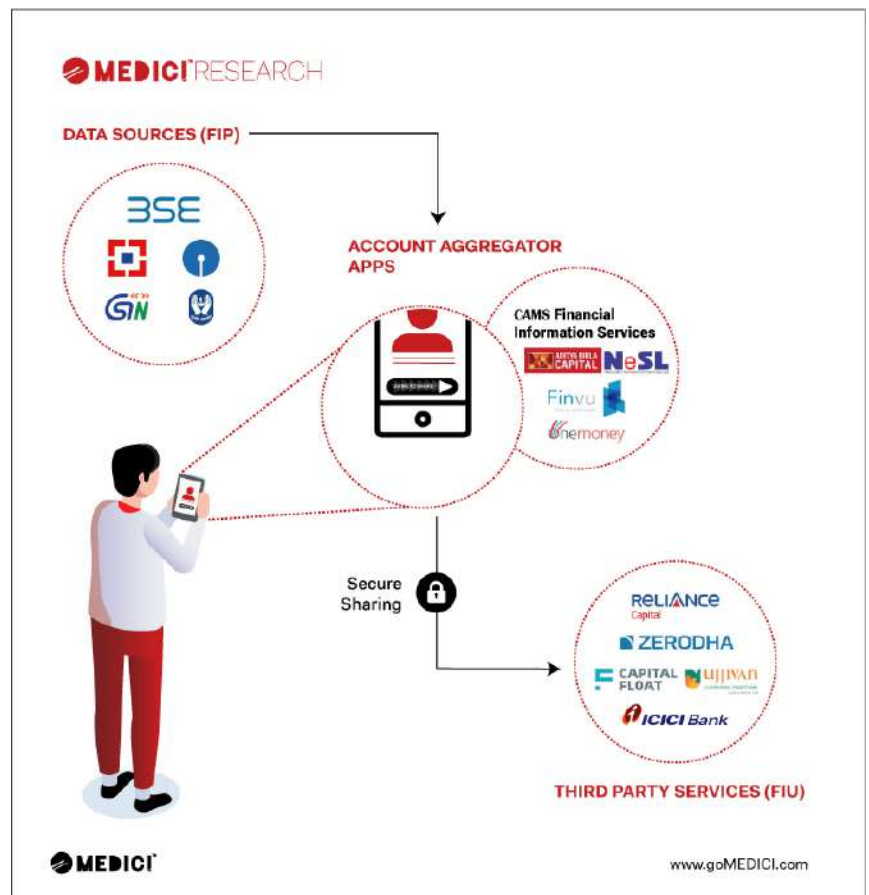 MEDICI RESEARCH
DATA SOURCES (FIP)
BSE
GSTN
ACCOUNT AGGREGATOR
APPS
CAMS Financial
Information Services
ADITYA BIRLA
CAPITAL
NeSL
Finvu
Onemoney
Secure
Sharing
RELIANCE
Capital
ZERODHA
CAPITAL
FLOAT
UJJIVAN
ICICI Bank
THIRD PARTY SERVICES (FIU)
MEDICI
www.goMEDICI.com